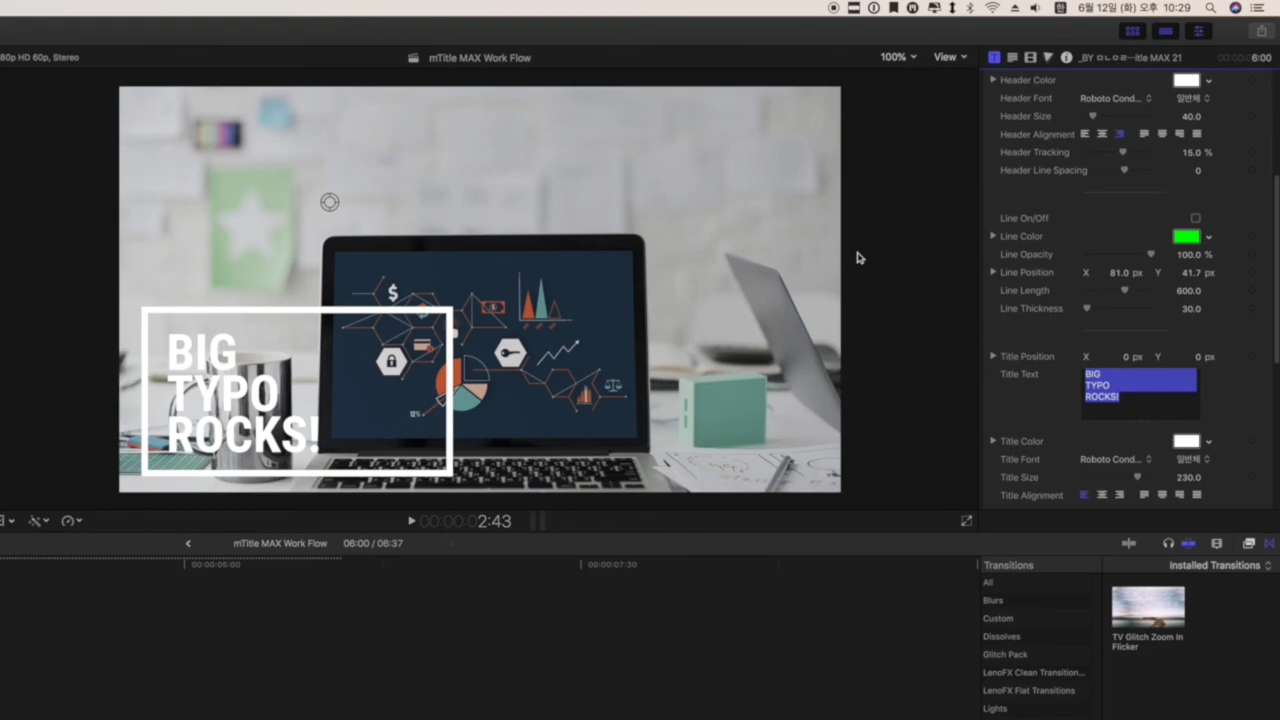 6월 12일 (화) 오후 10:29
80p HD 60p, Stereo
mTitle MAX Work Flow
100%
View
_BY ㅁㄴㅇㄹ--itle MAX 21
6:00
Header Color
Header Font
Roboto Cond...
일반체
Header Size
40.0
Header Alignment
Header Tracking
15.0 %
Header Line Spacing
0
Line On/Off
Line Color
Line Opacity
100.0 %
Line Position
X
81.0 px
Y
41.7 px
Line Length
600.0
Line Thickness
30.0
Title Position
X
0 px
Y
0 px
Title Text
BIG
TYPO
ROCKS!
Title Color
Title Font
Roboto Cond...
일반체
Title Size
230.0
Title Alignment
$
12%
BIG
TYPO
ROCKS!
00:00:02:43
mTitle MAX Work Flow
06:00 / 06:37
00:00:05:00
00:00:07:30
Transitions
Installed Transitions
All
Blurs
Custom
Dissolves
Glitch Pack
LenoFX Clean Transition...
LenoFX Flat Transitions
Lights
TV Glitch Zoom In
Flicker